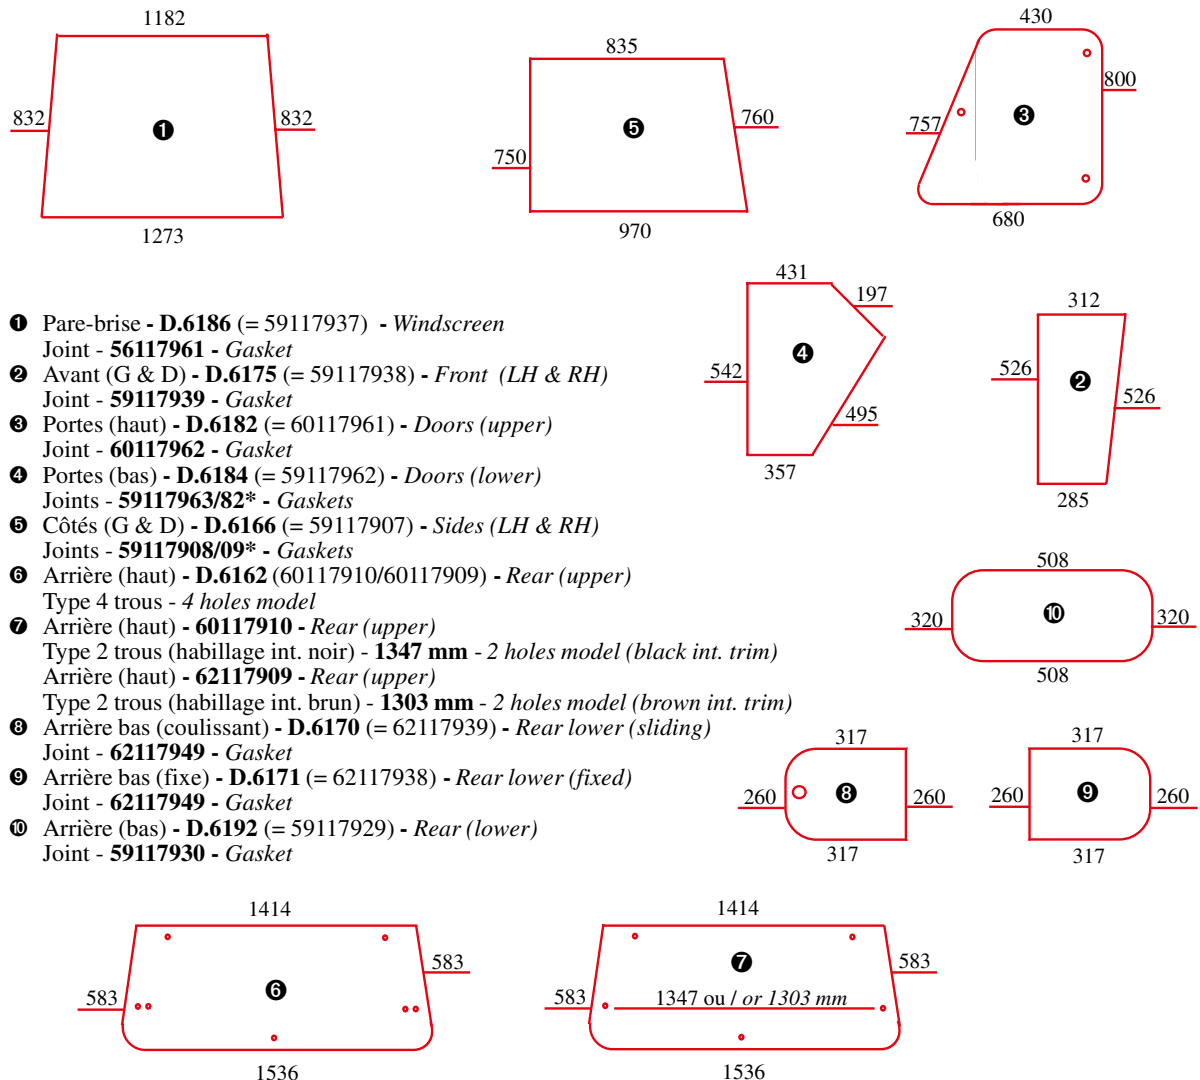 1182
835
430
832
❶
832
❺
760
❸
800
757
750
1273
970
680
431
197
312
❹
542
495
❷
526
526
357
285
❶ Pare-brise - D.6186 (= 59117937) - Windscreen
Joint - 56117961 - Gasket
❷ Avant (G & D) - D.6175 (= 59117938) - Front (LH & RH)
Joint - 59117939 - Gasket
❸ Portes (haut) - D.6182 (= 60117961) - Doors (upper)
Joint - 60117962 - Gasket
❹ Portes (bas) - D.6184 (= 59117962) - Doors (lower)
Joints - 59117963/82* - Gaskets
❺ Côtés (G & D) - D.6166 (= 59117907) - Sides (LH & RH)
Joints - 59117908/09* - Gaskets
❻ Arrière (haut) - D.6162 (60117910/60117909) - Rear (upper)
Type 4 trous - 4 holes model
❼ Arrière (haut) - 60117910 - Rear (upper)
Type 2 trous (habillage int. noir) - 1347 mm - 2 holes model (black int. trim)
Arrière (haut) - 62117909 - Rear (upper)
Type 2 trous (habillage int. brun) - 1303 mm - 2 holes model (brown int. trim)
❽ Arrière bas (coulissant) - D.6170 (= 62117939) - Rear lower (sliding)
Joint - 62117949 - Gasket
❾ Arrière bas (fixe) - D.6171 (= 62117938) - Rear lower (fixed)
Joint - 62117949 - Gasket
❿ Arrière (bas) - D.6192 (= 59117929) - Rear (lower)
Joint - 59117930 - Gasket
508
320
❿
320
508
317
317
260
❽
260
260
❾
260
317
317
1414
583
❻
583
1536
1414
❼
583
583
1347 ou / or 1303 mm
1536